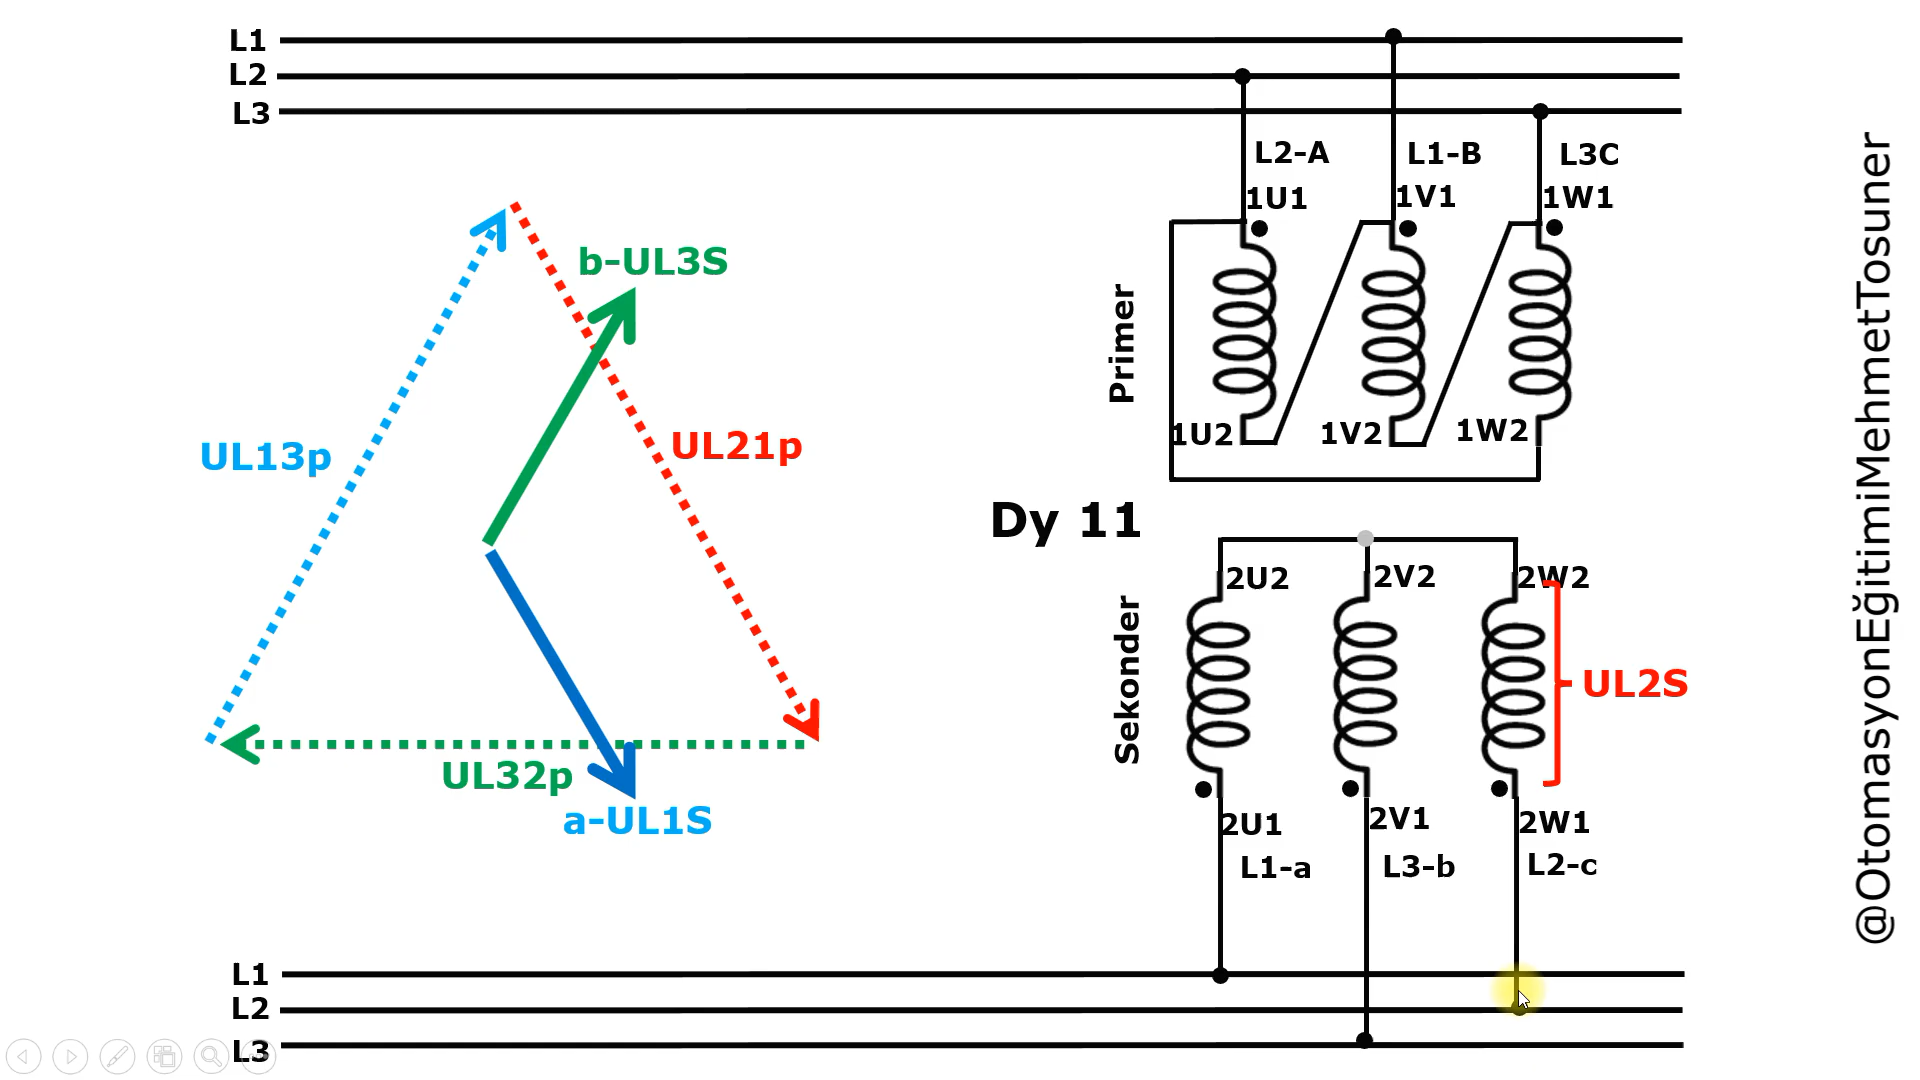 L1
L2
L3
L2-A
L1-B
L3C
1U1
1V1
1W1
b-UL3S
Primer
UL13p
UL21p
1U2
1V2
1W2
Dy 11
2U2
2V2
2W2
Sekonder
UL2S
UL32p
a-UL1S
2U1
2V1
2W1
L1-a
L3-b
L2-c
L1
L2
L3
@OtomasyonEğitimiMehmetTosuner